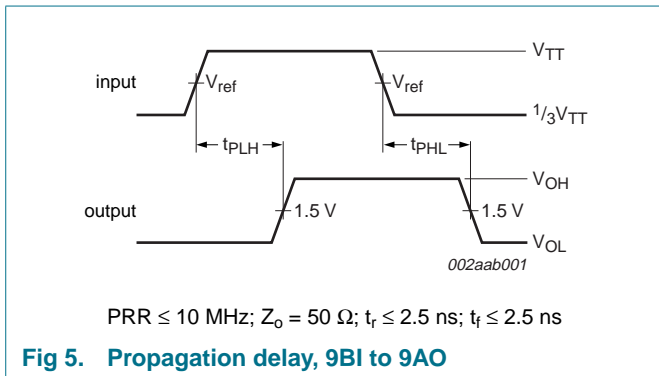 V_TT
input
V_ref
V_ref
1/3V_TT
t_PLH
t_PHL
V_OH
output
1.5 V
1.5 V
V_OL
002aab001
PRR ≤ 10 MHz; Z_o = 50 Ω; t_r ≤ 2.5 ns; t_f ≤ 2.5 ns
Fig 5. Propagation delay, 9BI to 9AO